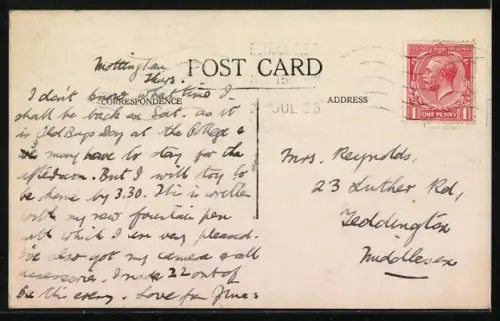 Mottingham
Thurs.
POST CARD
CORRESPONDENCE
ADDRESS
I don't know what time I
shall be back on Sat. as it
is Old Boys Day at the College &
we may have to stay for the
afternoon. But I will try to
be home by 3.30. This is written
with my new fountain pen
with which I am very pleased.
I've also got my camera & all
accessories. I made 22 out of
this . Love from
Mrs. Reynolds,
23 Luther Rd,
Teddington
Middlesex
15
JUL
1 ONE PENNY 1